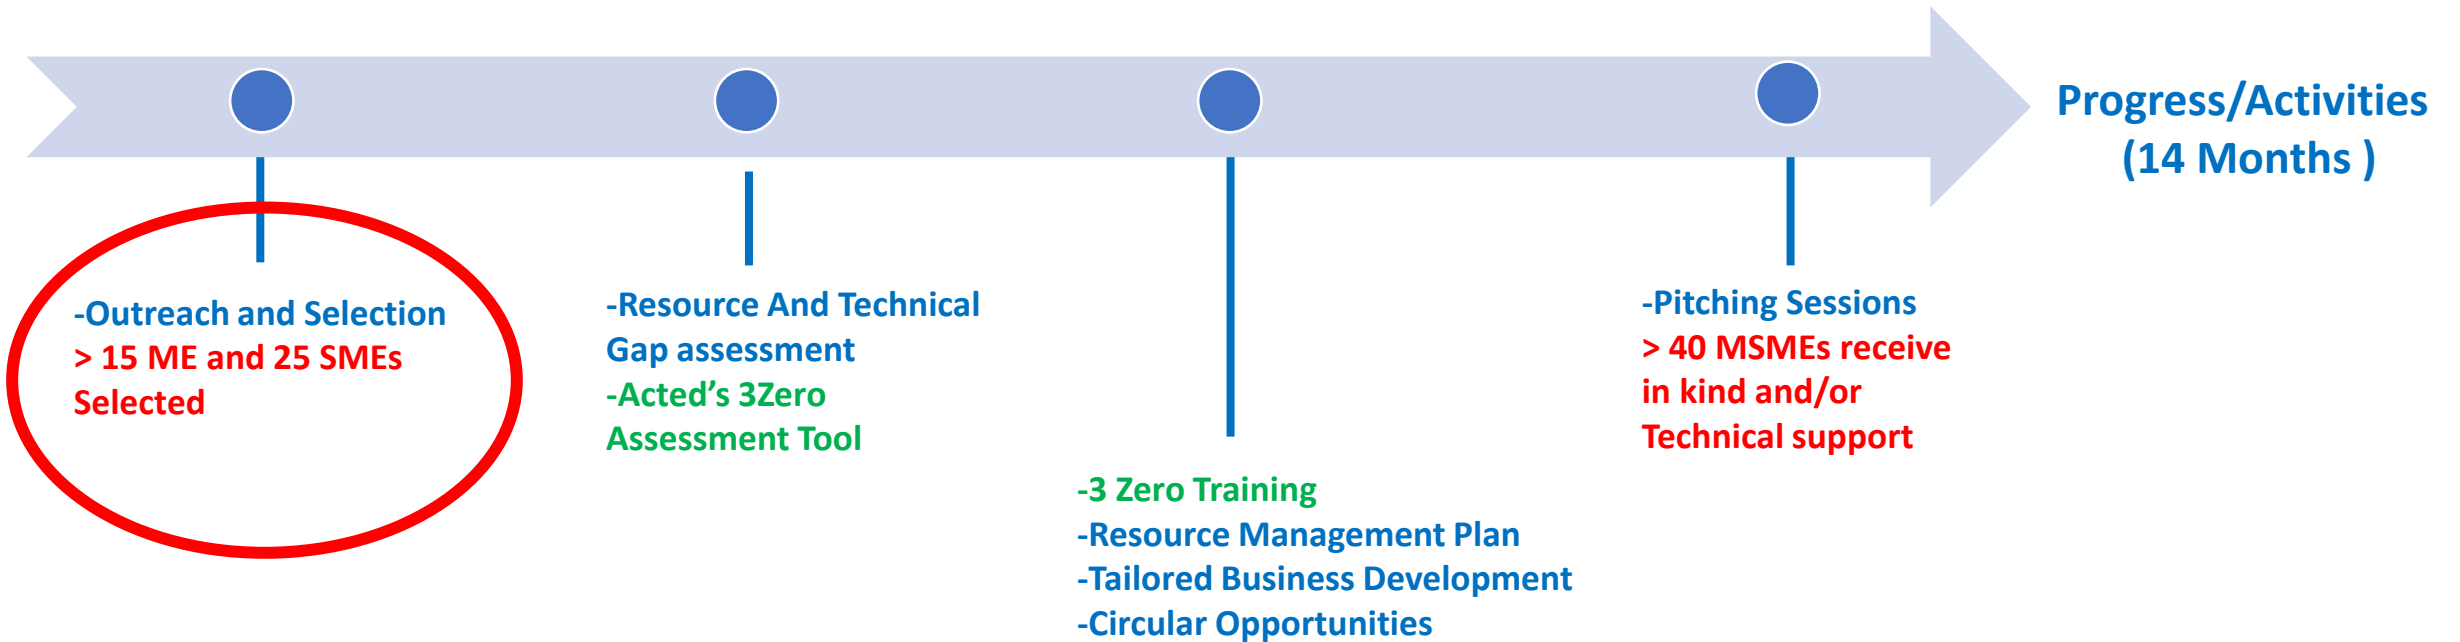 Progress/Activities
(14 Months )
-Outreach and Selection
> 15 ME and 25 SMEs
Selected
-Resource And Technical
Gap assessment
-Acted’s 3Zero
Assessment Tool
-3 Zero Training
-Resource Management Plan
-Tailored Business Development
-Circular Opportunities
-Pitching Sessions
> 40 MSMEs receive
in kind and/or
Technical support